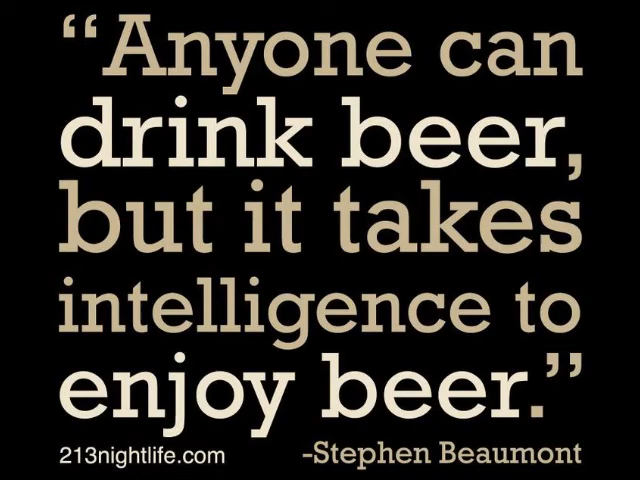 “Anyone can
drink beer,
but it takes
intelligence to
enjoy beer.”
213nightlife.com -Stephen Beaumont